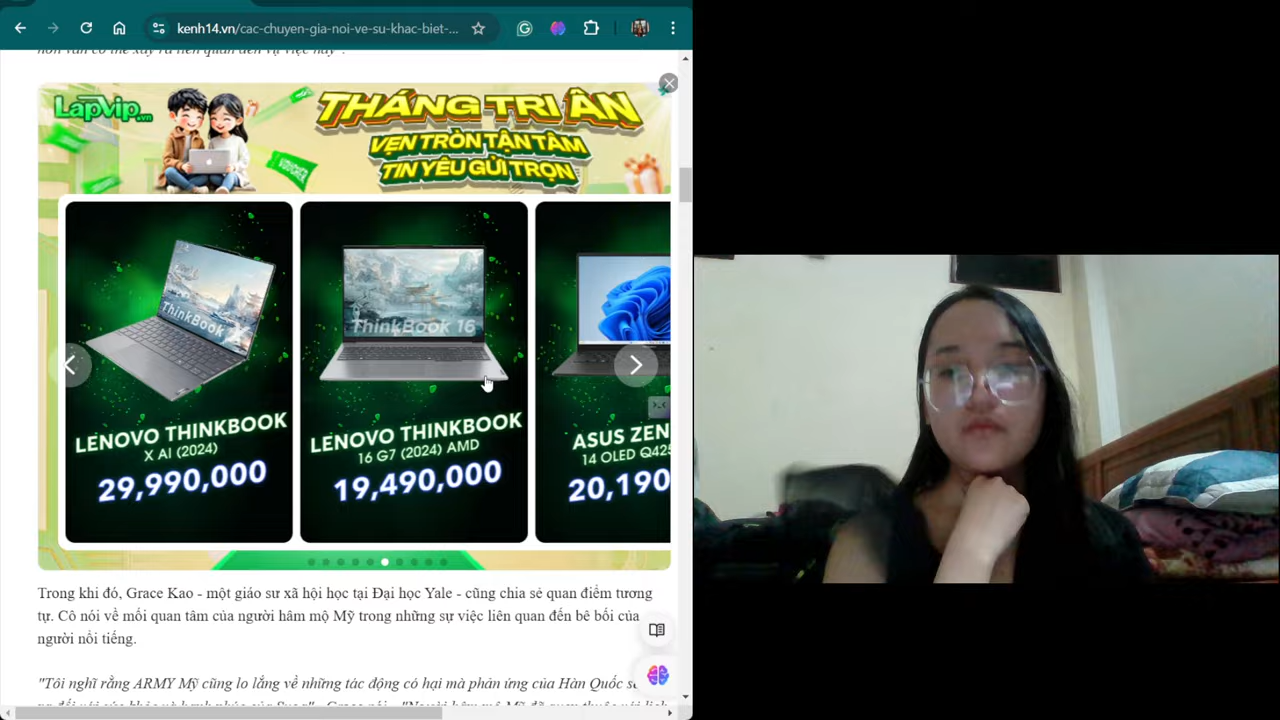 kenh14.vn/cac-chuyen-gia-noi-ve-su-khac-biet-...
LapVip.vn
THÁNG TRI ÂN
VẸN TRÒN TẬN TÂM
TIN YÊU GỬI TRỌN
ThinkBook
ThinkBook 16
LENOVO THINKBOOK
X AI (2024)
29,990,000
LENOVO THINKBOOK
16 G7 (2024) AMD
19,490,000
ASUS ZEN
14 OLED Q425
20,190
Trong khi đó, Grace Kao - một giáo sư xã hội học tại Đại học Yale - cũng chia sẻ quan điểm tương
tự. Cô nói về mối quan tâm của người hâm mộ Mỹ trong những sự việc liên quan đến bê bối của
người nổi tiếng.
"Tôi nghĩ rằng ARMY Mỹ cũng lo lắng về những tác động có hại mà phản ứng của Hàn Quốc